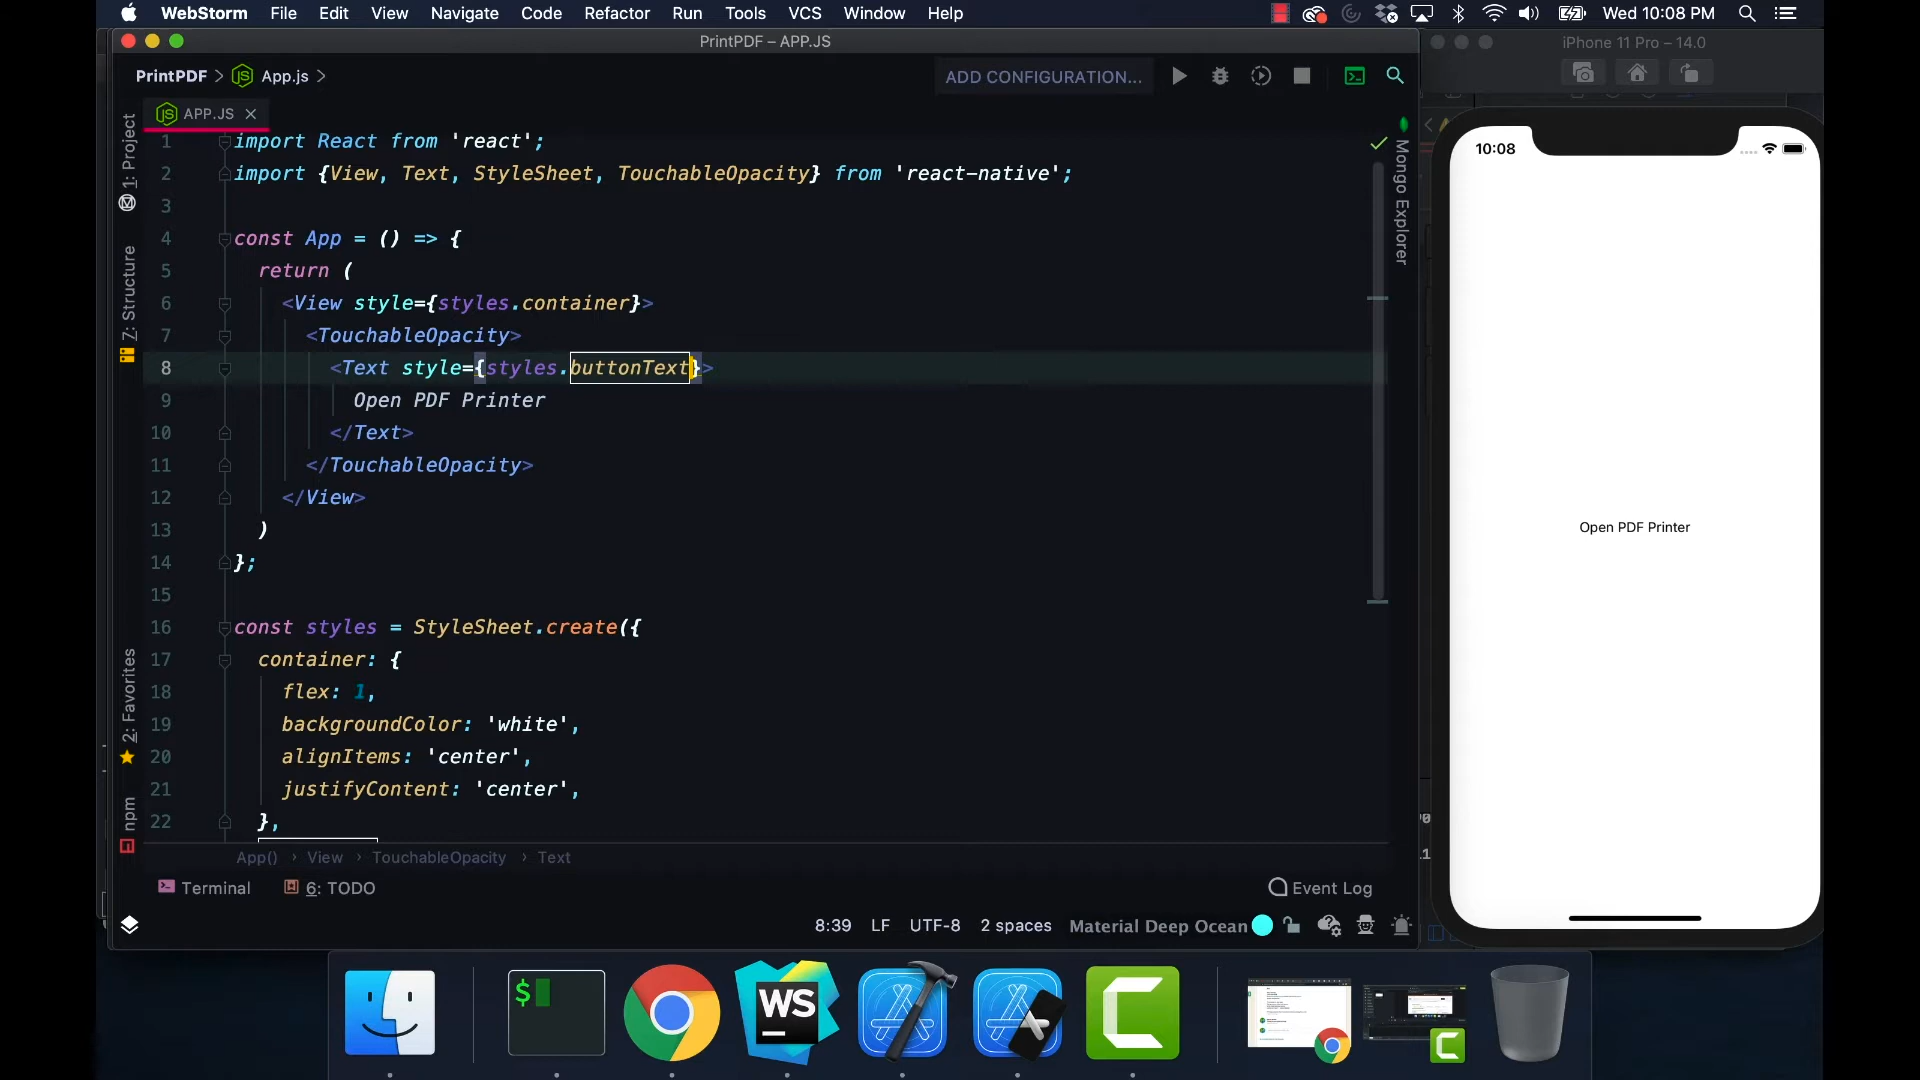 WebStorm File Edit View Navigate Code Refactor Run Tools VCS Window Help Wed 10:08 PM
PrintPDF – APP.JS
iPhone 11 Pro – 14.0
PrintPDF > App.js >
ADD CONFIGURATION...
APP.JS
1 import React from 'react';
2 import {View, Text, StyleSheet, TouchableOpacity} from 'react-native';
3
4 const App = () => {
5 return (
6 <View style={styles.container}>
7 <TouchableOpacity>
8 <Text style={styles.buttonText}>
9 Open PDF Printer
10 </Text>
11 </TouchableOpacity>
12 </View>
13 )
14 };
15
16 const styles = StyleSheet.create({
17 container: {
18 flex: 1,
19 backgroundColor: 'white',
20 alignItems: 'center',
21 justifyContent: 'center',
22 },
1: Project
7: Structure
2: Favorites
npm
Mongo Explorer
10:08
Open PDF Printer
App() › View › TouchableOpacity › Text
Terminal 6: TODO Event Log
8:39 LF UTF-8 2 spaces Material Deep Ocean
$
WS
C
C